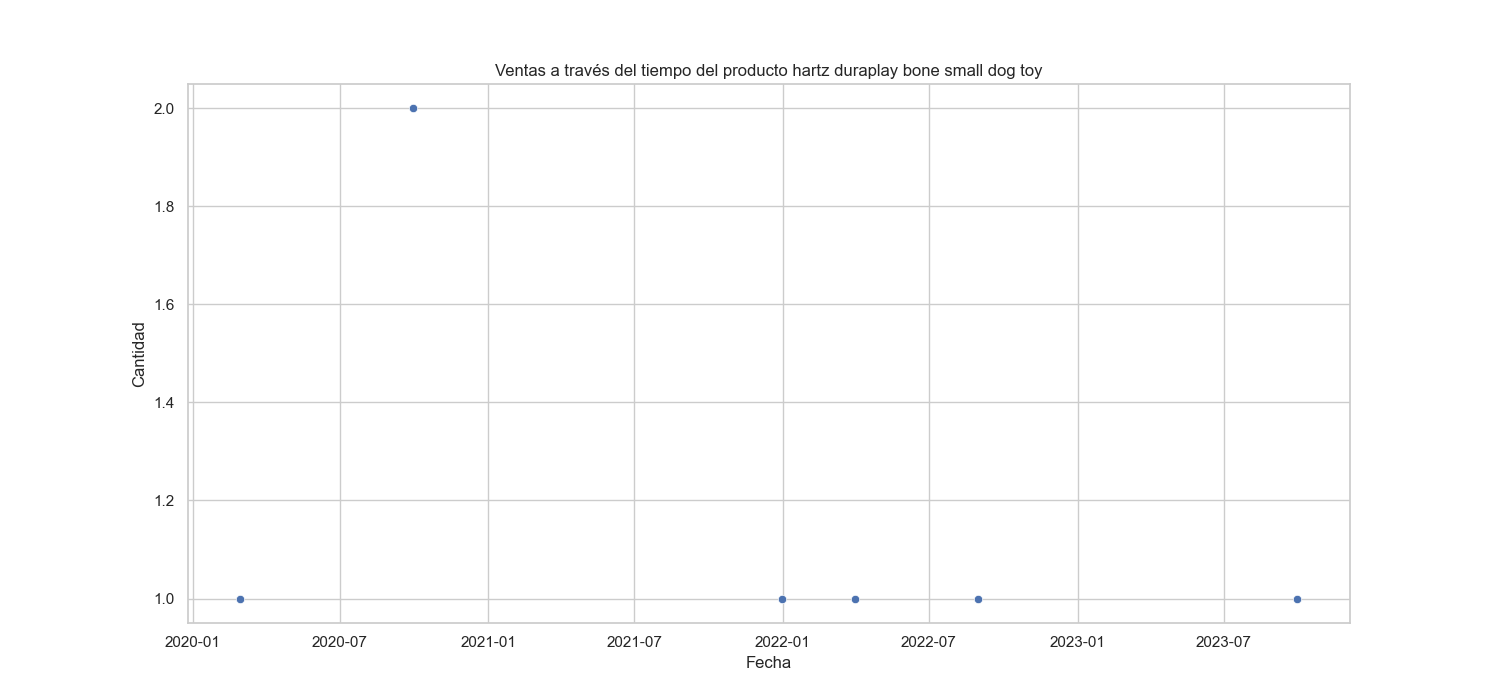 Ventas a través del tiempo del producto hartz duraplay bone small dog toy
2.0
1.8
1.6
1.4
1.2
1.0
Cantidad
2020-01 2020-07 2021-01 2021-07 2022-01 2022-07 2023-01 2023-07
Fecha